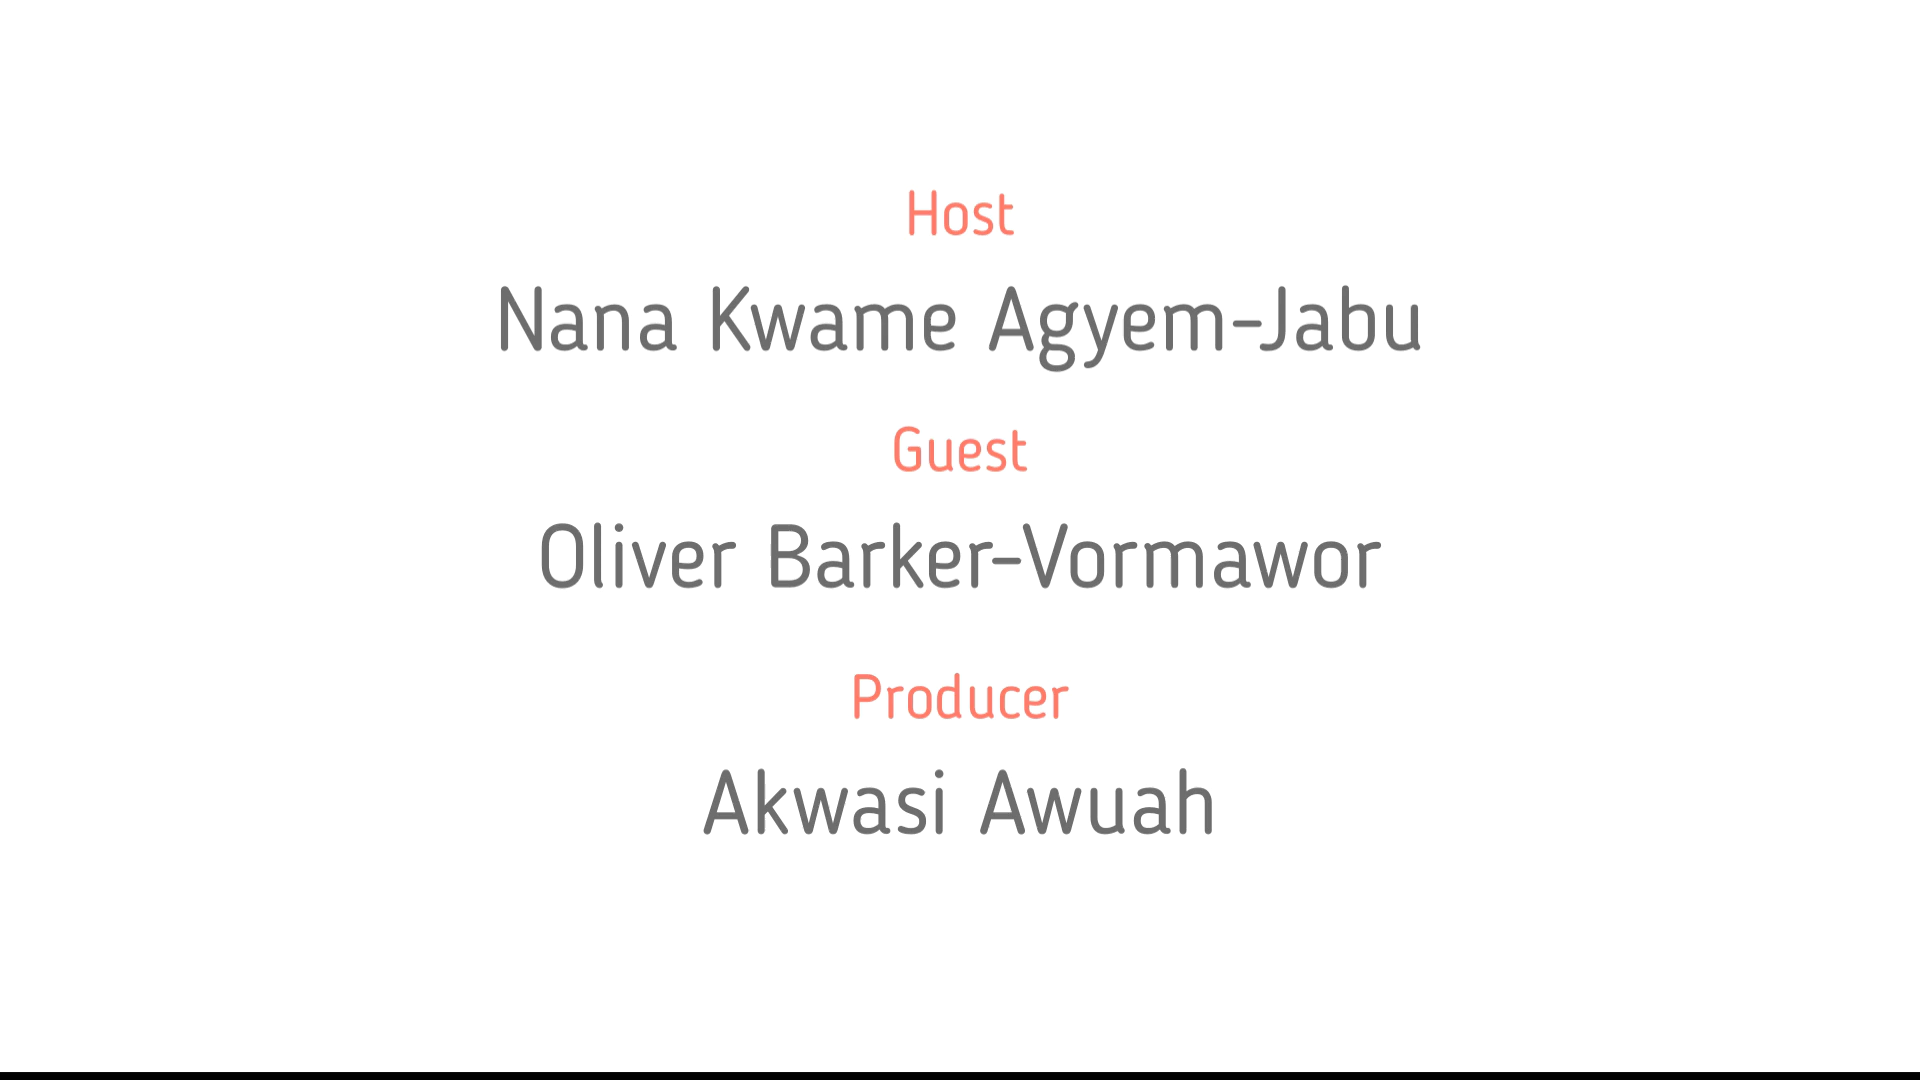 Host
Nana Kwame Agyem-Jabu
Guest
Oliver Barker-Vormawor
Producer
Akwasi Awuah